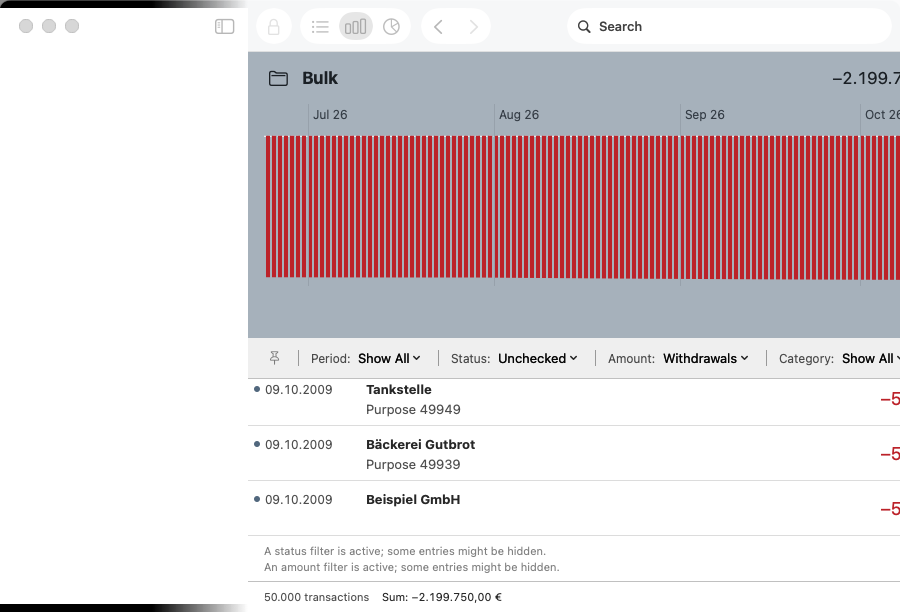 Search
Bulk
−2.199.7
Jul 26 Aug 26 Sep 26 Oct 26
Period: Show All Status: Unchecked Amount: Withdrawals Category: Show All
09.10.2009 Tankstelle
−5
Purpose 49949
09.10.2009 Bäckerei Gutbrot
−5
Purpose 49939
09.10.2009 Beispiel GmbH
−5
A status filter is active; some entries might be hidden.
An amount filter is active; some entries might be hidden.
50.000 transactions Sum: −2.199.750,00 €